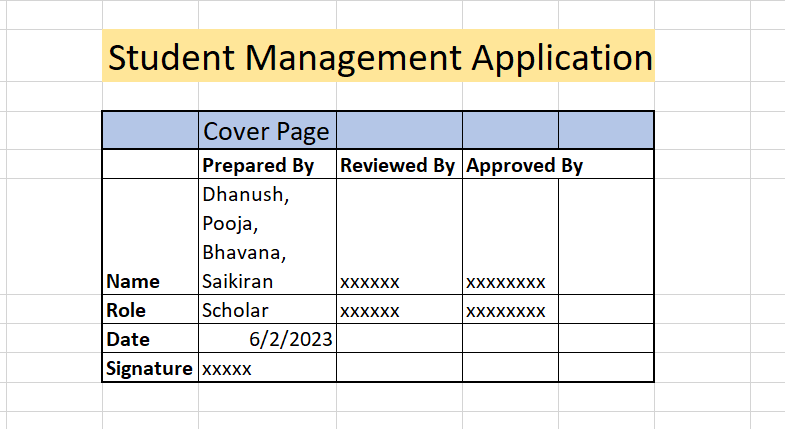 Student Management Application
Cover Page
Prepared By Reviewed By Approved By
Dhanush,
Pooja,
Bhavana,
Name Saikiran xxxxxx xxxxxxxx
Role Scholar xxxxxx xxxxxxxx
Date 6/2/2023
Signature xxxxx